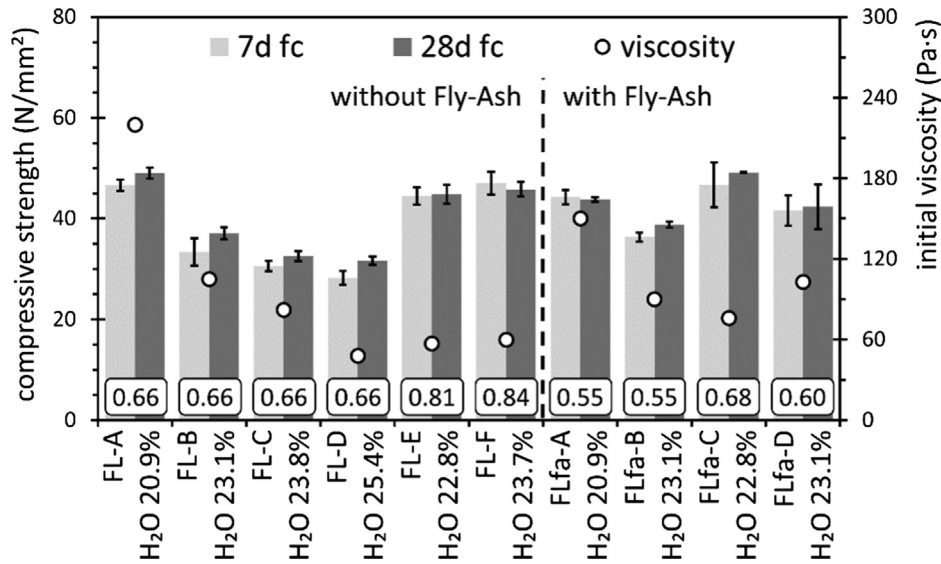 80
60
40
20
0
compressive strength (N/mm²)
7d fc
28d fc
viscosity
without Fly-Ash
with Fly-Ash
300
240
180
120
60
0
initial viscosity (Pa·s)
0.66
0.66
0.66
0.66
0.81
0.84
0.55
0.55
0.68
0.60
FL-A
H₂O 20.9%
FL-B
H₂O 23.1%
FL-C
H₂O 23.8%
FL-D
H₂O 25.4%
FL-E
H₂O 22.8%
FL-F
H₂O 23.7%
FLfa-A
H₂O 20.9%
FLfa-B
H₂O 23.1%
FLfa-C
H₂O 22.8%
FLfa-D
H₂O 23.1%